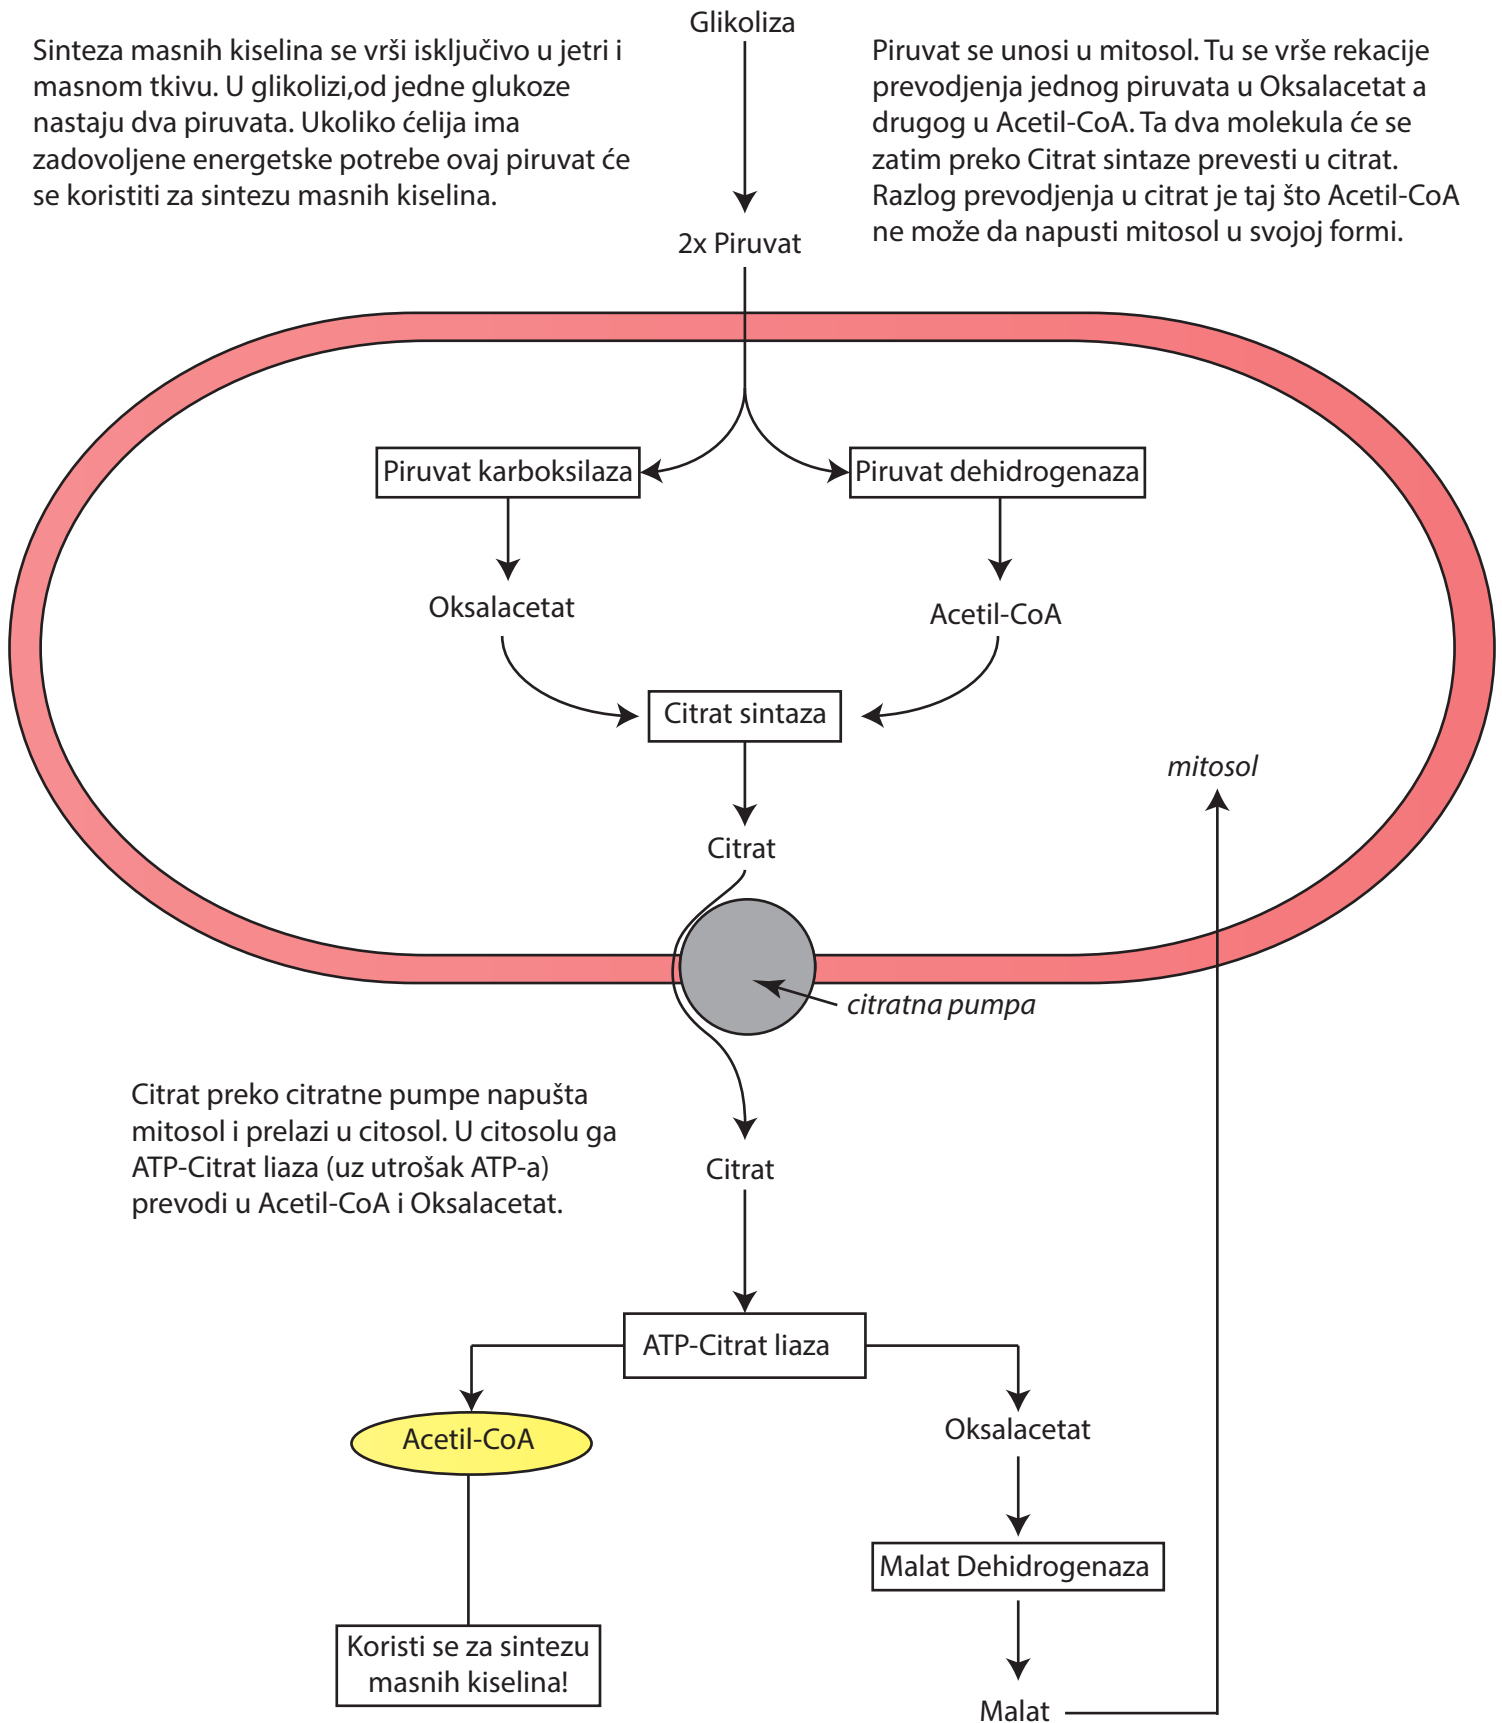 Glikoliza
Sinteza masnih kiselina se vrši isključivo u jetri i
masnom tkivu. U glikolizi,od jedne glukoze
nastaju dva piruvata. Ukoliko ćelija ima
zadovoljene energetske potrebe ovaj piruvat će
se koristiti za sintezu masnih kiselina.
Piruvat se unosi u mitosol. Tu se vrše rekacije
prevodjenja jednog piruvata u Oksalacetat a
drugog u Acetil-CoA. Ta dva molekula će se
zatim preko Citrat sintaze prevesti u citrat.
Razlog prevodjenja u citrat je taj što Acetil-CoA
ne može da napusti mitosol u svojoj formi.
2x Piruvat
Piruvat karboksilaza
Piruvat dehidrogenaza
Oksalacetat
Acetil-CoA
Citrat sintaza
mitosol
Citrat
citratna pumpa
Citrat preko citratne pumpe napušta
mitosol i prelazi u citosol. U citosolu ga
ATP-Citrat liaza (uz utrošak ATP-a)
prevodi u Acetil-CoA i Oksalacetat.
Citrat
ATP-Citrat liaza
Acetil-CoA
Oksalacetat
Malat Dehidrogenaza
Koristi se za sintezu
masnih kiselina!
Malat